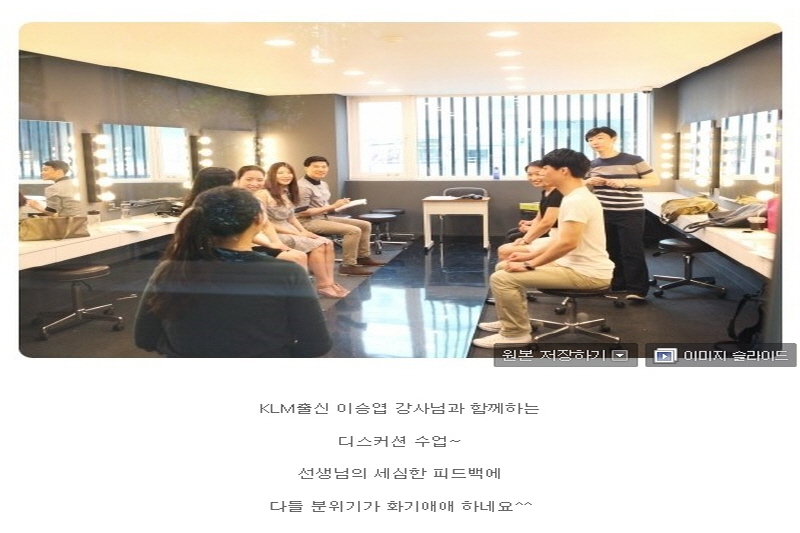 원본 저장하기
이미지 슬라이드
KLM출신 이승엽 강사님과 함께하는
디스커션 수업~
선생님의 세심한 피드백에
다들 분위기가 화기애애 하네요^^